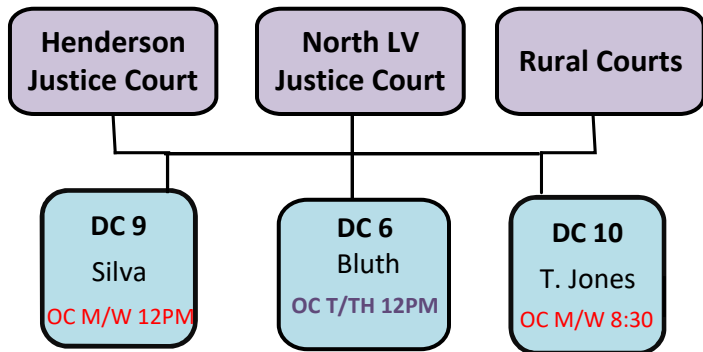 Henderson
Justice Court
North LV
Justice Court
Rural Courts
DC 9
Silva
OC M/W 12PM
DC 6
Bluth
OC T/TH 12PM
DC 10
T. Jones
OC M/W 8:30